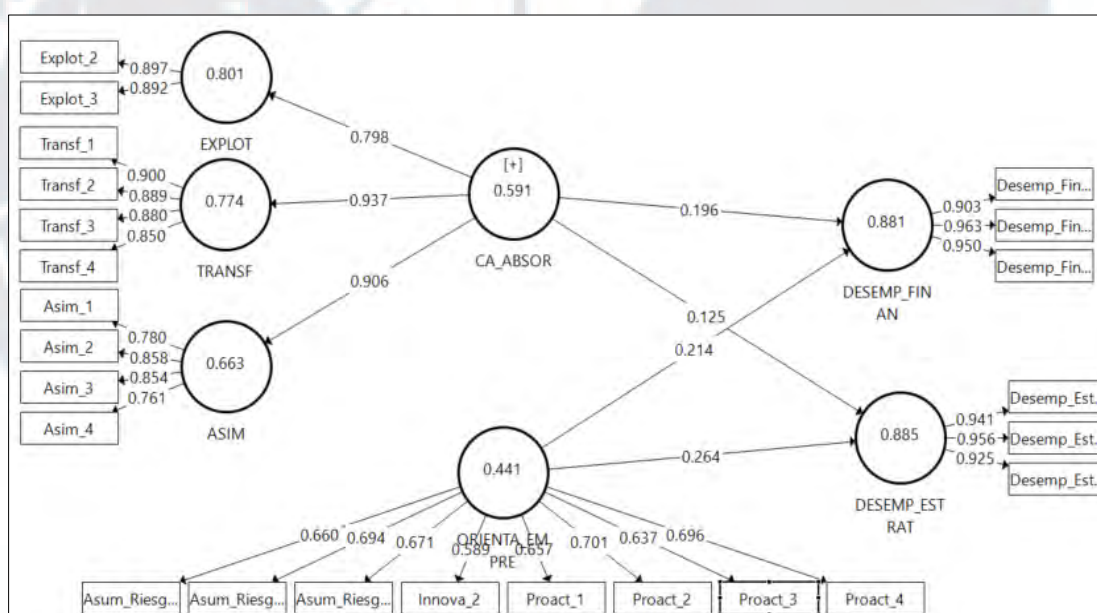 Explot_2
0.897
0.801
Explot_3
0.892
EXPLOT
0.798
Transf_1
0.900
Transf_2
0.889
0.774
0.937
Transf_3
0.880
Transf_4
0.850
TRANSF
[+]
0.591
CA_ABSOR
0.196
0.906
Asim_1
0.780
Asim_2
0.858
0.663
Asim_3
0.854
Asim_4
0.761
ASIM
0.881
0.903
Desemp_Fin...
0.963
Desemp_Fin...
0.950
Desemp_Fin...
DESEMP_FIN
AN
0.125
0.214
0.885
0.941
Desemp_Est.
0.956
Desemp_Est.
0.925
Desemp_Est.
DESEMP_EST
RAT
0.441
0.264
ORIENTA_EM
PRE
0.660
0.694
0.671
0.589
0.657
0.701
0.637
0.696
Asum_Riesg...
Asum_Riesg...
Asum_Riesg...
Innova_2
Proact_1
Proact_2
Proact_3
Proact_4